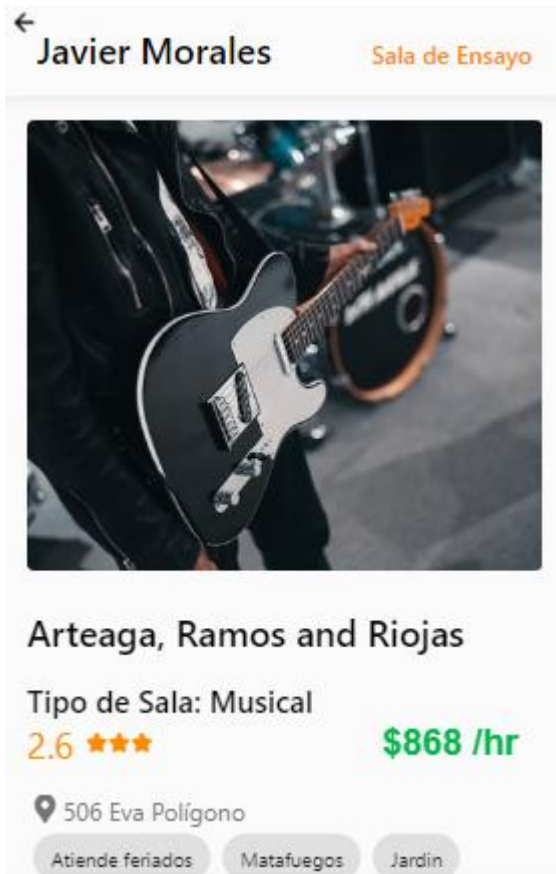 Javier Morales
Sala de Ensayo
Arteaga, Ramos and Riojas
Tipo de Sala: Musical
2.6
$868 /hr
506 Eva Polígono
Atiende feriados Matafuegos Jardin